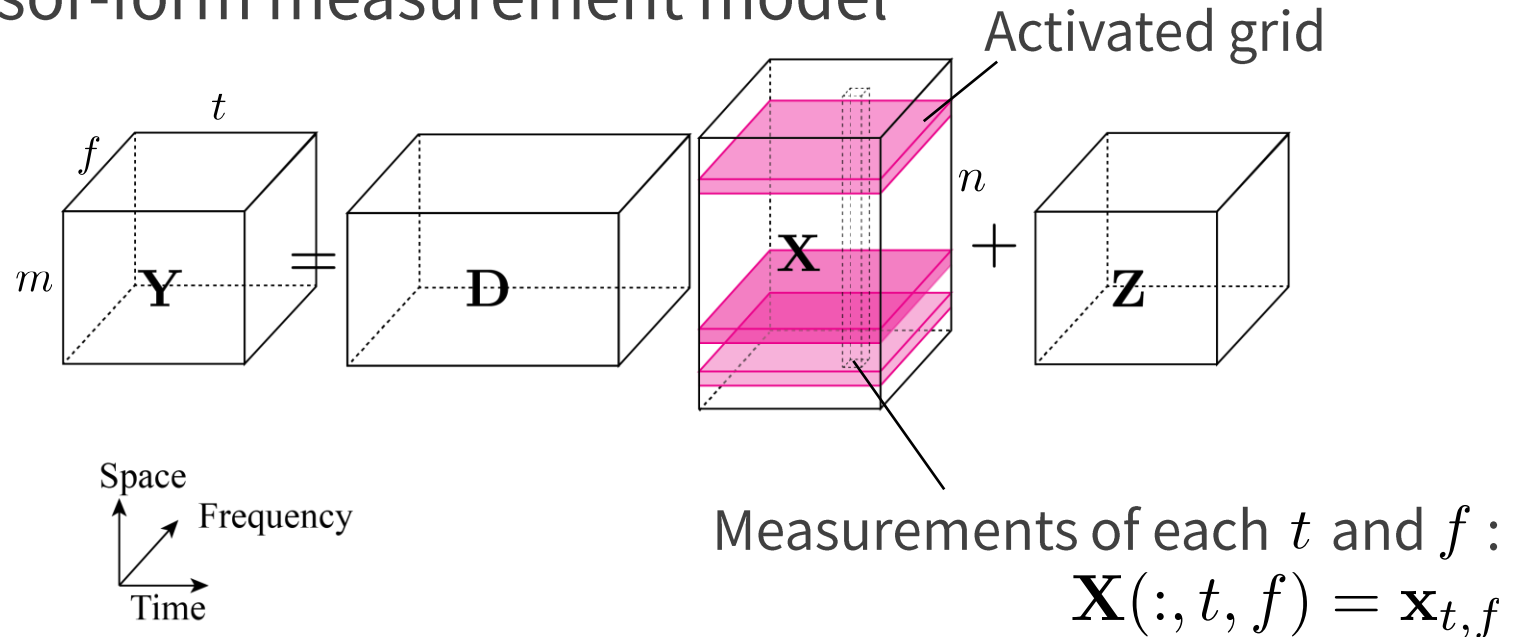 sor-form measurement model
Activated grid
t
f
n
m
Y
=
D
X
+
Z
Space
Frequency
Time
Measurements of each t and f :
X(:, t, f) = x_{t,f}